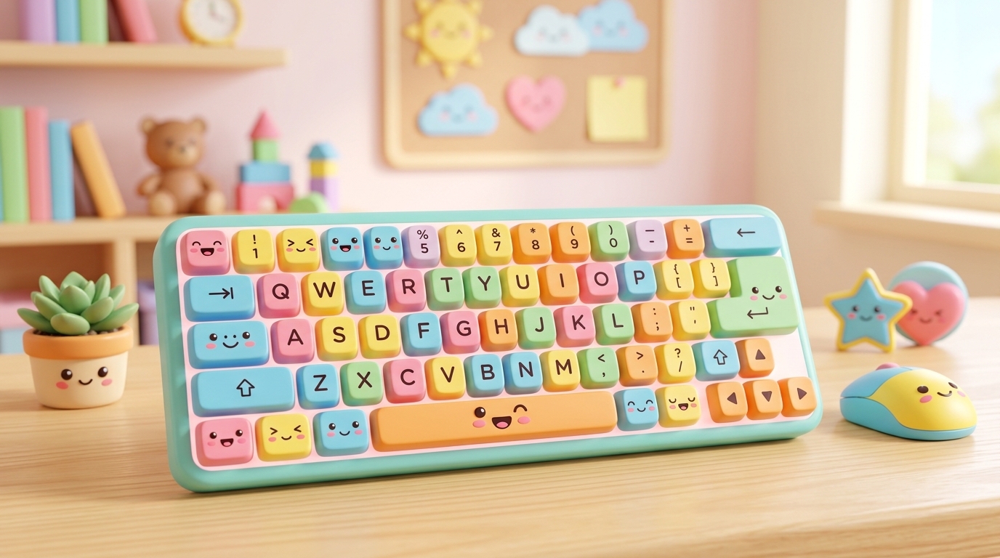 ! 1 % 5 ^ 6 & 7 * 8 ( 9 ) 0 – - + = ←
→| Q W E R T Y U I O P { [ } ]
A S D F G H J K L : ; " ' ↵
⇧ Z X C V B N M < , > . ? / ⇧ ▲
◀ ▼ ▶